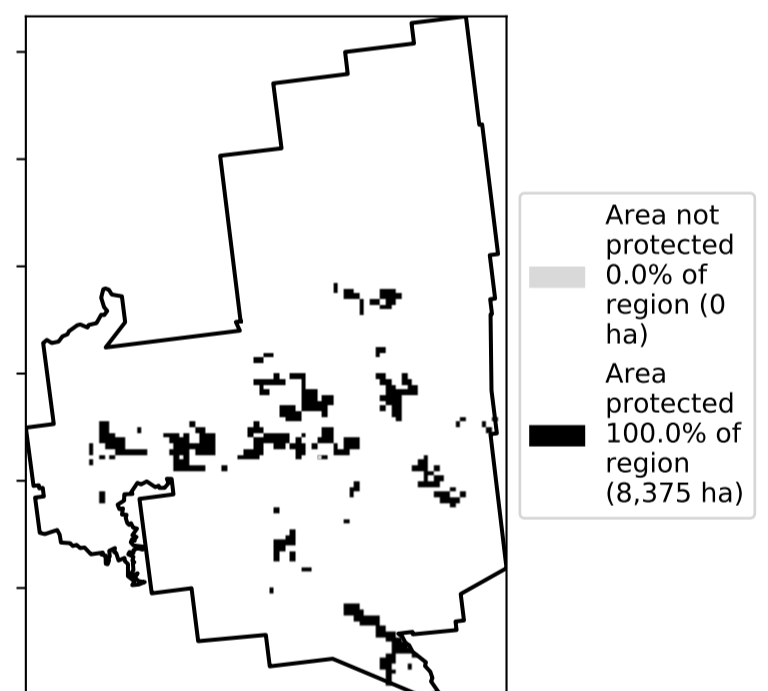 Area not
protected
0.0% of
region (0
ha)
Area
protected
100.0% of
region
(8,375 ha)